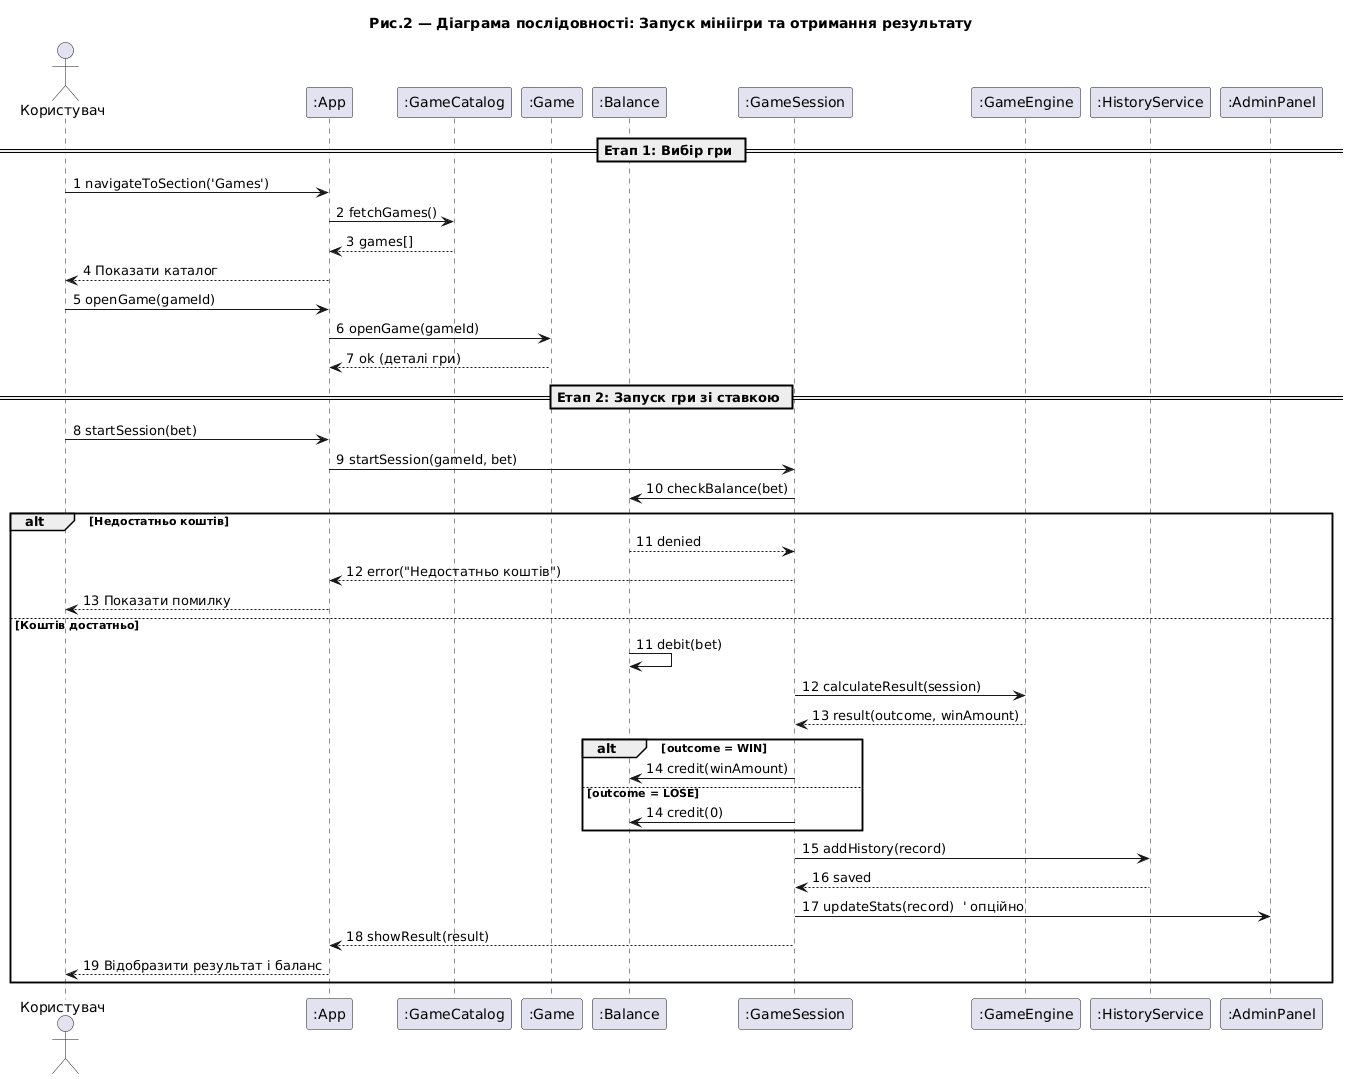 Рис.2 — Діаграма послідовності: Запуск мініігри та отримання результату
Користувач
:App
:GameCatalog
:Game
:Balance
:GameSession
:GameEngine
:HistoryService
:AdminPanel
Етап 1: Вибір гри
1 navigateToSection('Games')
2 fetchGames()
3 games[]
4 Показати каталог
5 openGame(gameId)
6 openGame(gameId)
7 ok (деталі гри)
Етап 2: Запуск гри зі ставкою
8 startSession(bet)
9 startSession(gameId, bet)
10 checkBalance(bet)
alt [Недостатньо коштів]
11 denied
12 error("Недостатньо коштів")
13 Показати помилку
[Коштів достатньо]
11 debit(bet)
12 calculateResult(session)
13 result(outcome, winAmount)
alt [outcome = WIN]
14 credit(winAmount)
[outcome = LOSE]
14 credit(0)
15 addHistory(record)
16 saved
17 updateStats(record)  ' опційно
18 showResult(result)
19 Відобразити результат і баланс
Користувач
:App
:GameCatalog
:Game
:Balance
:GameSession
:GameEngine
:HistoryService
:AdminPanel